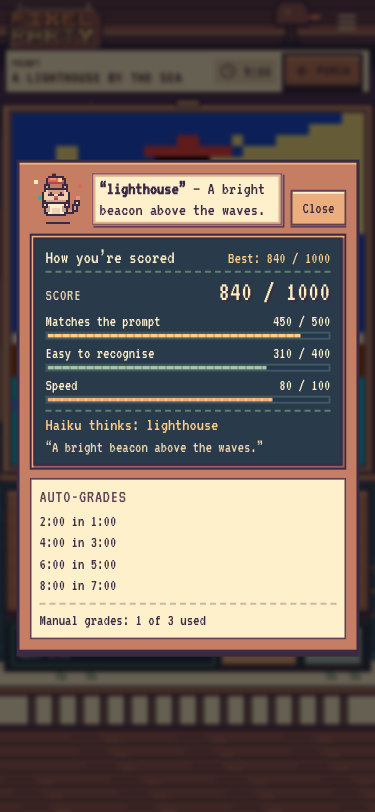 PIXEL
PARTY
PROMPT
A LIGHTHOUSE BY THE SEA
“lighthouse” – A bright
beacon above the waves.
Close
How you’re scored
Best: 840 / 1000
SCORE
840 / 1000
Matches the prompt
450 / 500
Easy to recognise
310 / 400
Speed
80 / 100
Haiku thinks: lighthouse
“A bright beacon above the waves.”
AUTO-GRADES
2:00 in 1:00
4:00 in 3:00
6:00 in 5:00
8:00 in 7:00
Manual grades: 1 of 3 used